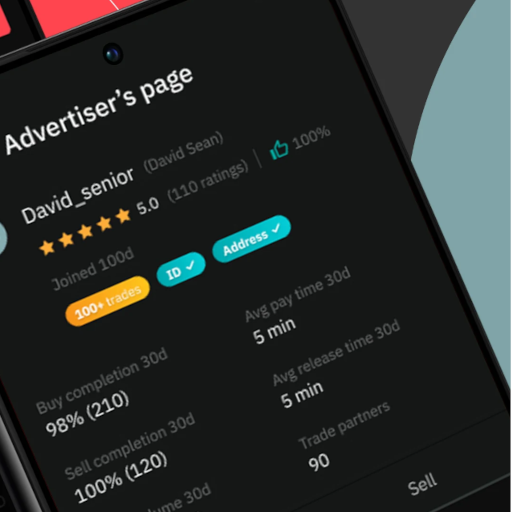 Advertiser's page
David_senior (David Sean)
5.0 (110 ratings) | 100%
Joined 100d
100+ trades ID ✓ Address ✓
Buy completion 30d
98% (210)
Avg pay time 30d
5 min
Sell completion 30d
100% (120)
Avg release time 30d
5 min
30d
Trade partners
90
Sell